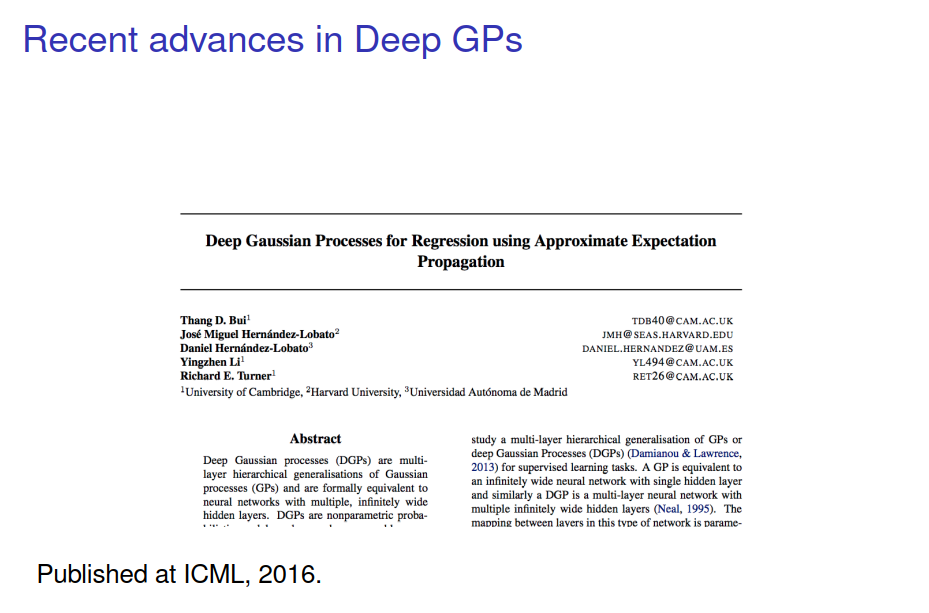 Recent advances in Deep GPs
Deep Gaussian Processes for Regression using Approximate Expectation
Propagation
Thang D. Bui¹ TDB40@CAM.AC.UK
José Miguel Hernández-Lobato² JMH@SEAS.HARVARD.EDU
Daniel Hernández-Lobato³ DANIEL.HERNANDEZ@UAM.ES
Yingzhen Li¹ YL494@CAM.AC.UK
Richard E. Turner¹ RET26@CAM.AC.UK
¹University of Cambridge, ²Harvard University, ³Universidad Autónoma de Madrid
Abstract
Deep Gaussian processes (DGPs) are multi-
layer hierarchical generalisations of Gaussian
processes (GPs) and are formally equivalent to
neural networks with multiple, infinitely wide
hidden layers. DGPs are nonparametric proba-
study a multi-layer hierarchical generalisation of GPs or
deep Gaussian Processes (DGPs) (Damianou & Lawrence,
2013) for supervised learning tasks. A GP is equivalent to
an infinitely wide neural network with single hidden layer
and similarly a DGP is a multi-layer neural network with
multiple infinitely wide hidden layers (Neal, 1995). The
mapping between layers in this type of network is parame-
Published at ICML, 2016.